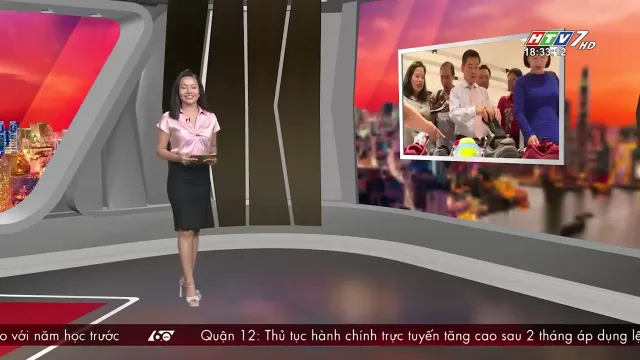 HTV7 HD
18:33:12
o với năm học trước 60 Quận 12: Thủ tục hành chính trực tuyến tăng cao sau 2 tháng áp dụng lệ